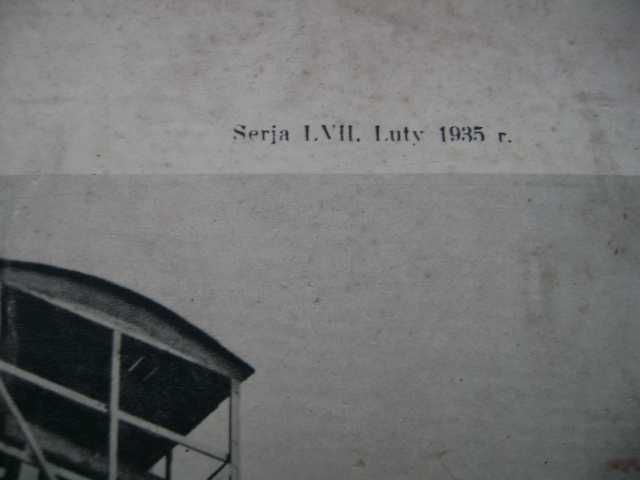 Serja LVII. Luty 1935 r.